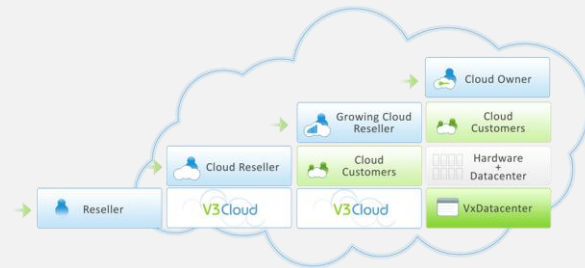 Cloud Owner
Growing Cloud
Reseller
Cloud
Customers
Cloud Reseller
Cloud
Customers
Hardware
+
Datacenter
Reseller
V3Cloud
V3Cloud
VxDatacenter